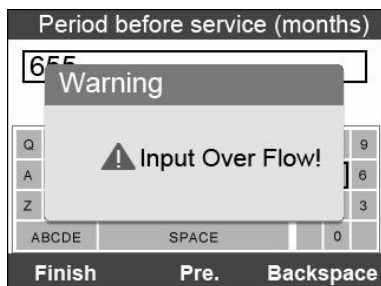 Period before service (months)
655
Warning
Input Over Flow!
Q 9
A 6
Z 3
ABCDE SPACE 0
Finish Pre. Backspace